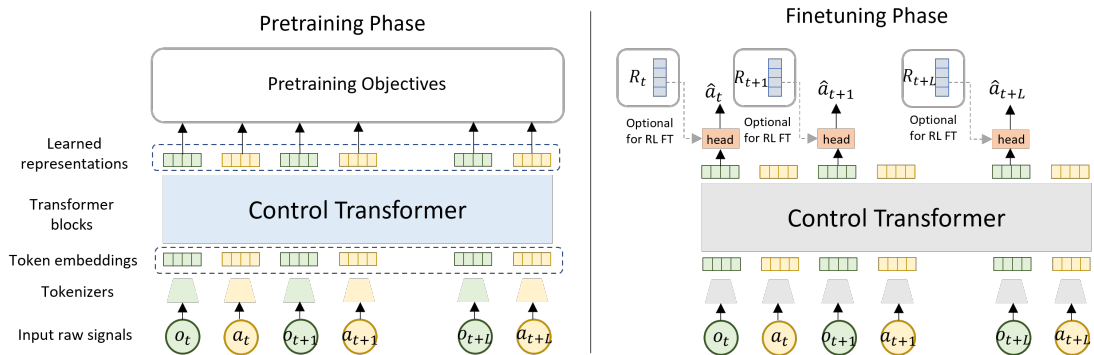 Pretraining Phase
Pretraining Objectives
Learned
representations
Transformer
blocks
Control Transformer
Token embeddings
Tokenizers
Input raw signals
o_t
a_t
o_{t+1}
a_{t+1}
o_{t+L}
a_{t+L}
Finetuning Phase
R_t
R_{t+1}
R_{t+L}
â_t
â_{t+1}
â_{t+L}
Optional
for RL FT
Optional
for RL FT
Optional
for RL FT
head
head
head
Control Transformer
o_t
a_t
o_{t+1}
a_{t+1}
o_{t+L}
a_{t+L}